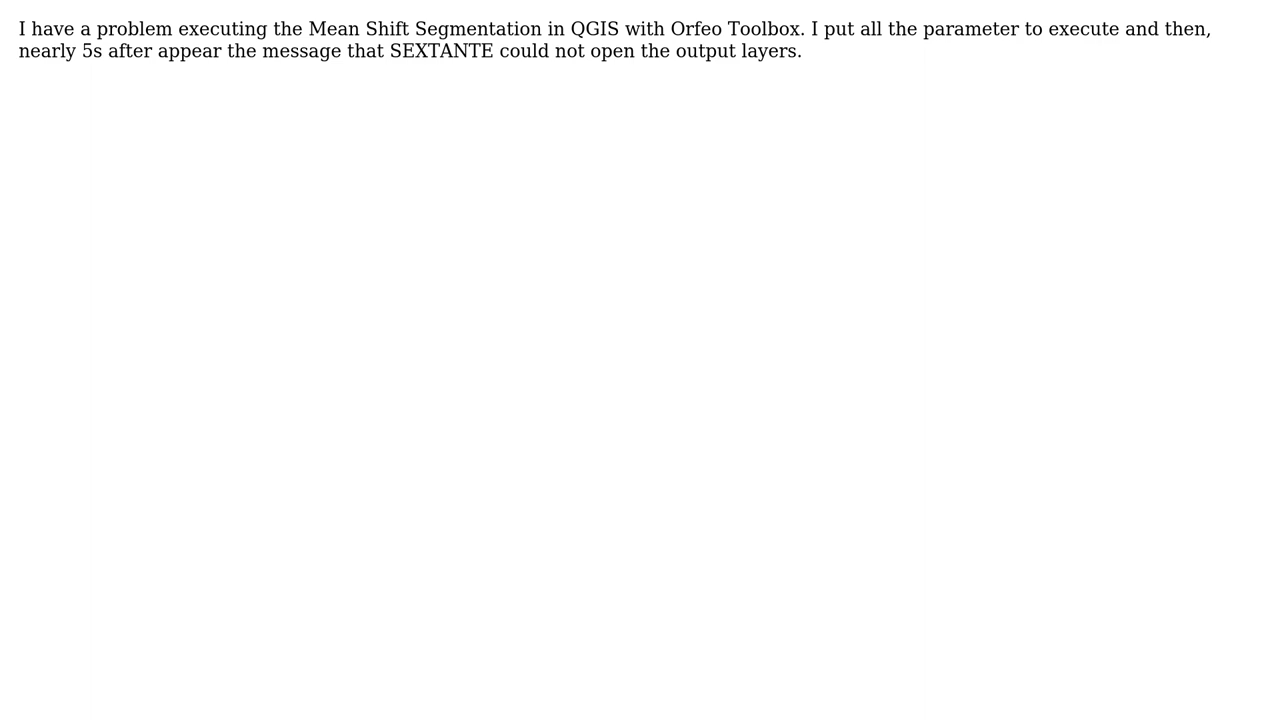 I have a problem executing the Mean Shift Segmentation in QGIS with Orfeo Toolbox. I put all the parameter to execute and then,
nearly 5s after appear the message that SEXTANTE could not open the output layers.